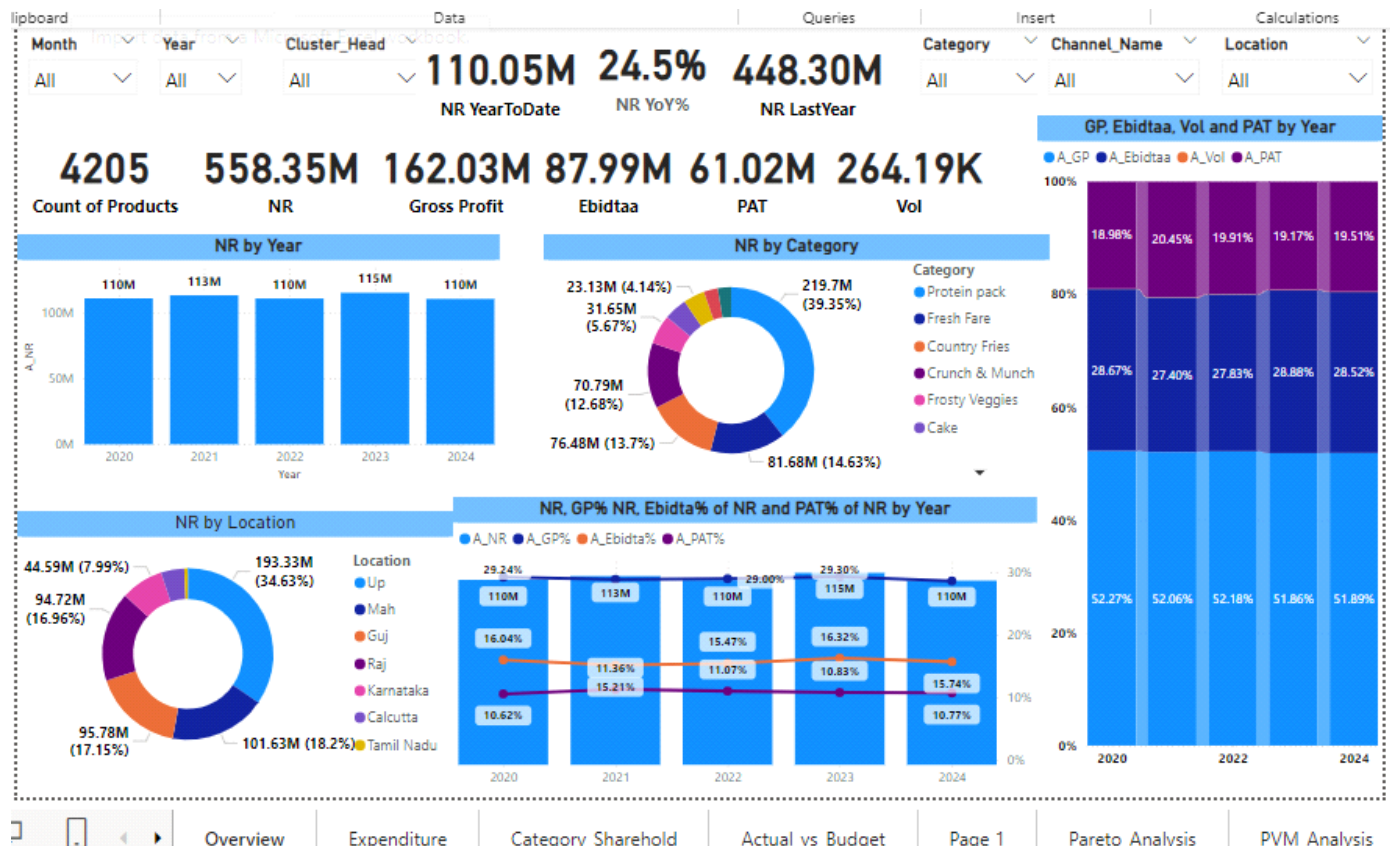 lipboard
Data
Queries
Insert
Calculations
Import data from a Microsoft Excel workbook.
Month
Year
Cluster_Head
All
All
All
110.05M
NR YearToDate
24.5%
NR YoY%
448.30M
NR LastYear
Category
Channel_Name
Location
All
All
All
4205
Count of Products
558.35M
NR
162.03M
Gross Profit
87.99M
Ebidtaa
61.02M
PAT
264.19K
Vol
GP, Ebidtaa, Vol and PAT by Year
A_GP A_Ebidtaa A_Vol A_PAT
100%
80%
60%
40%
20%
0%
18.98% 20.45% 19.91% 19.17% 19.51%
28.67% 27.40% 27.83% 28.88% 28.52%
52.27% 52.06% 52.18% 51.86% 51.89%
2020 2022 2024
NR by Year
A_NR
100M
50M
0M
110M 113M 110M 115M 110M
2020 2021 2022 2023 2024
Year
NR by Category
23.13M (4.14%)
31.65M
(5.67%)
70.79M
(12.68%)
76.48M (13.7%)
219.7M
(39.35%)
81.68M (14.63%)
Category
Protein pack
Fresh Fare
Country Fries
Crunch & Munch
Frosty Veggies
Cake
NR by Location
44.59M (7.99%)
94.72M
(16.96%)
95.78M
(17.15%)
193.33M
(34.63%)
101.63M (18.2%)
Location
Up
Mah
Guj
Raj
Karnataka
Calcutta
Tamil Nadu
NR, GP% NR, Ebidta% of NR and PAT% of NR by Year
A_NR A_GP% A_Ebidta% A_PAT%
29.24% 29.00% 29.30%
110M 113M 110M 115M 110M
16.04% 15.47% 16.32%
11.36% 11.07% 10.83%
15.21% 15.74%
10.62% 10.77%
30%
20%
10%
0%
2020 2021 2022 2023 2024
Overview
Expenditure
Category Sharehold
Actual vs Budget
Page 1
Pareto Analysis
PVM Analysis